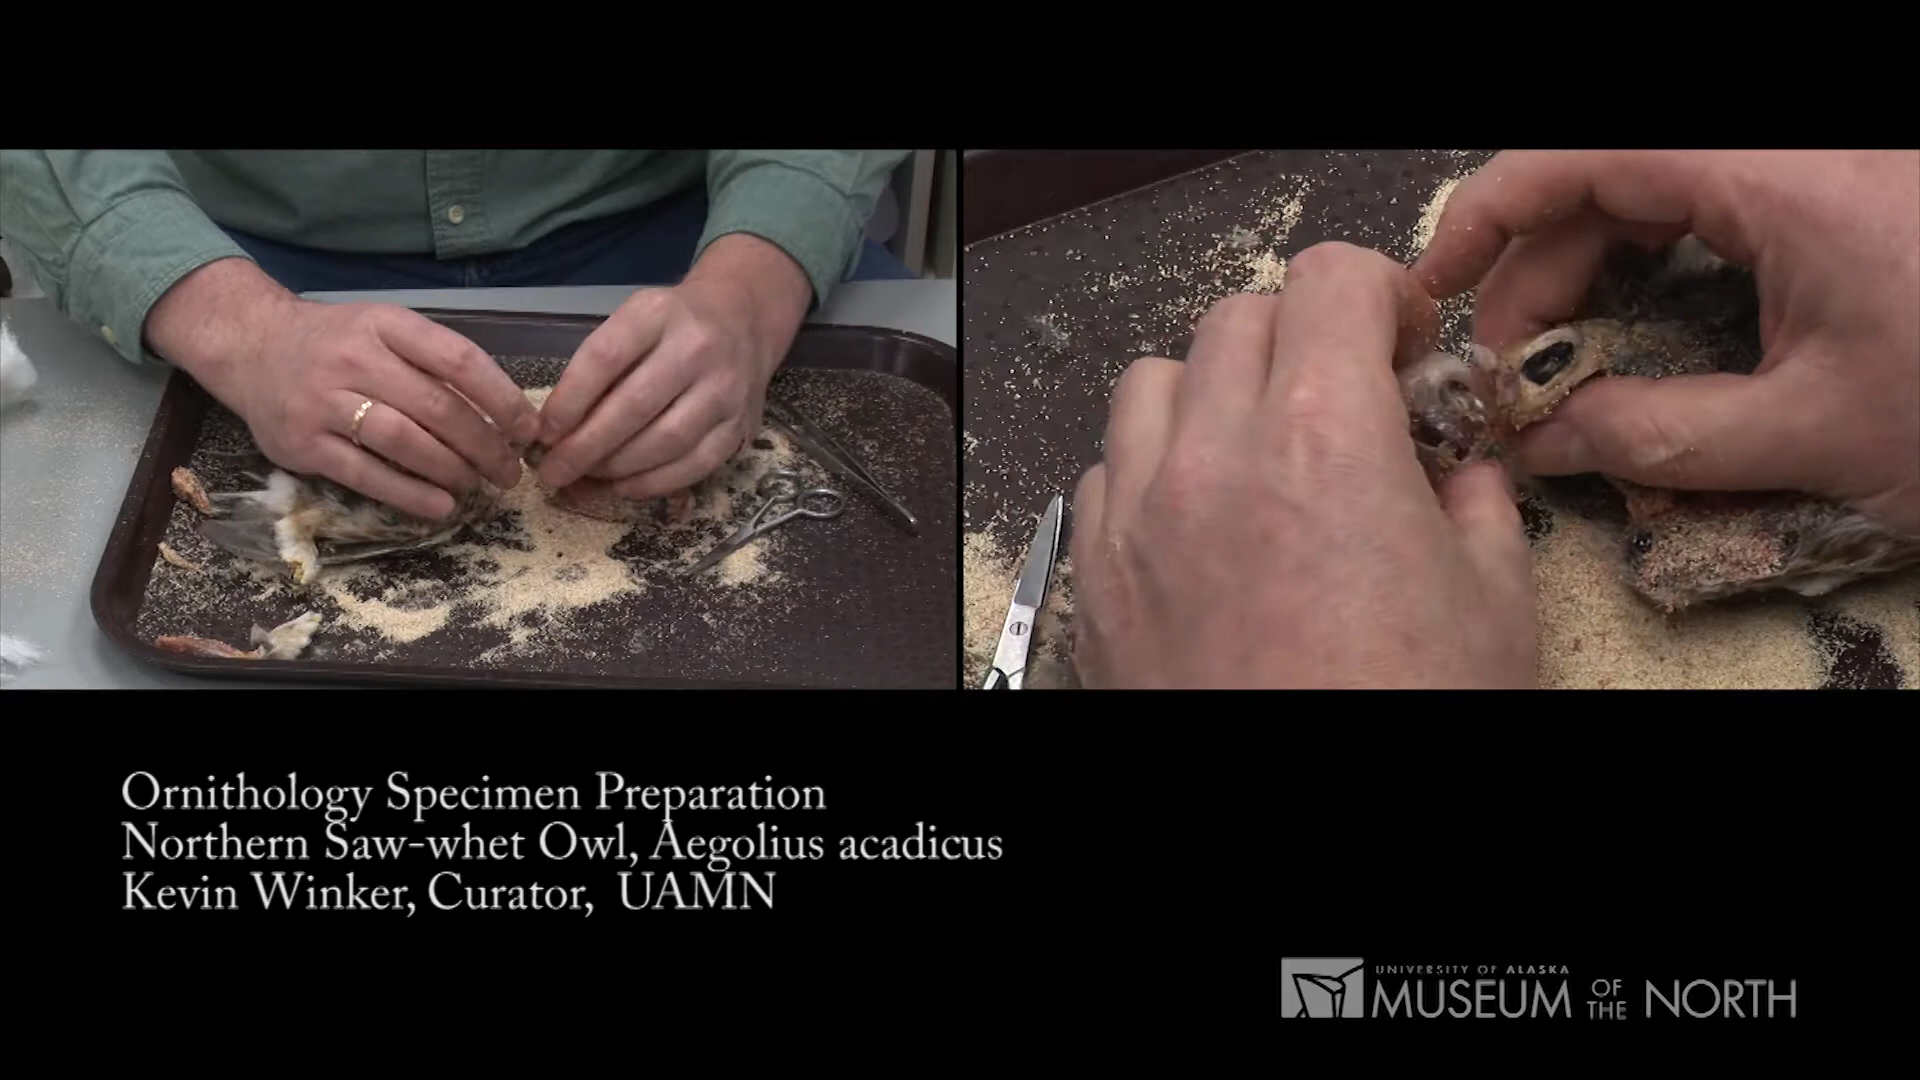 Ornithology Specimen Preparation
Northern Saw-whet Owl, Aegolius acadicus
Kevin Winker, Curator, UAMN
UNIVERSITY OF ALASKA
MUSEUM OF THE NORTH